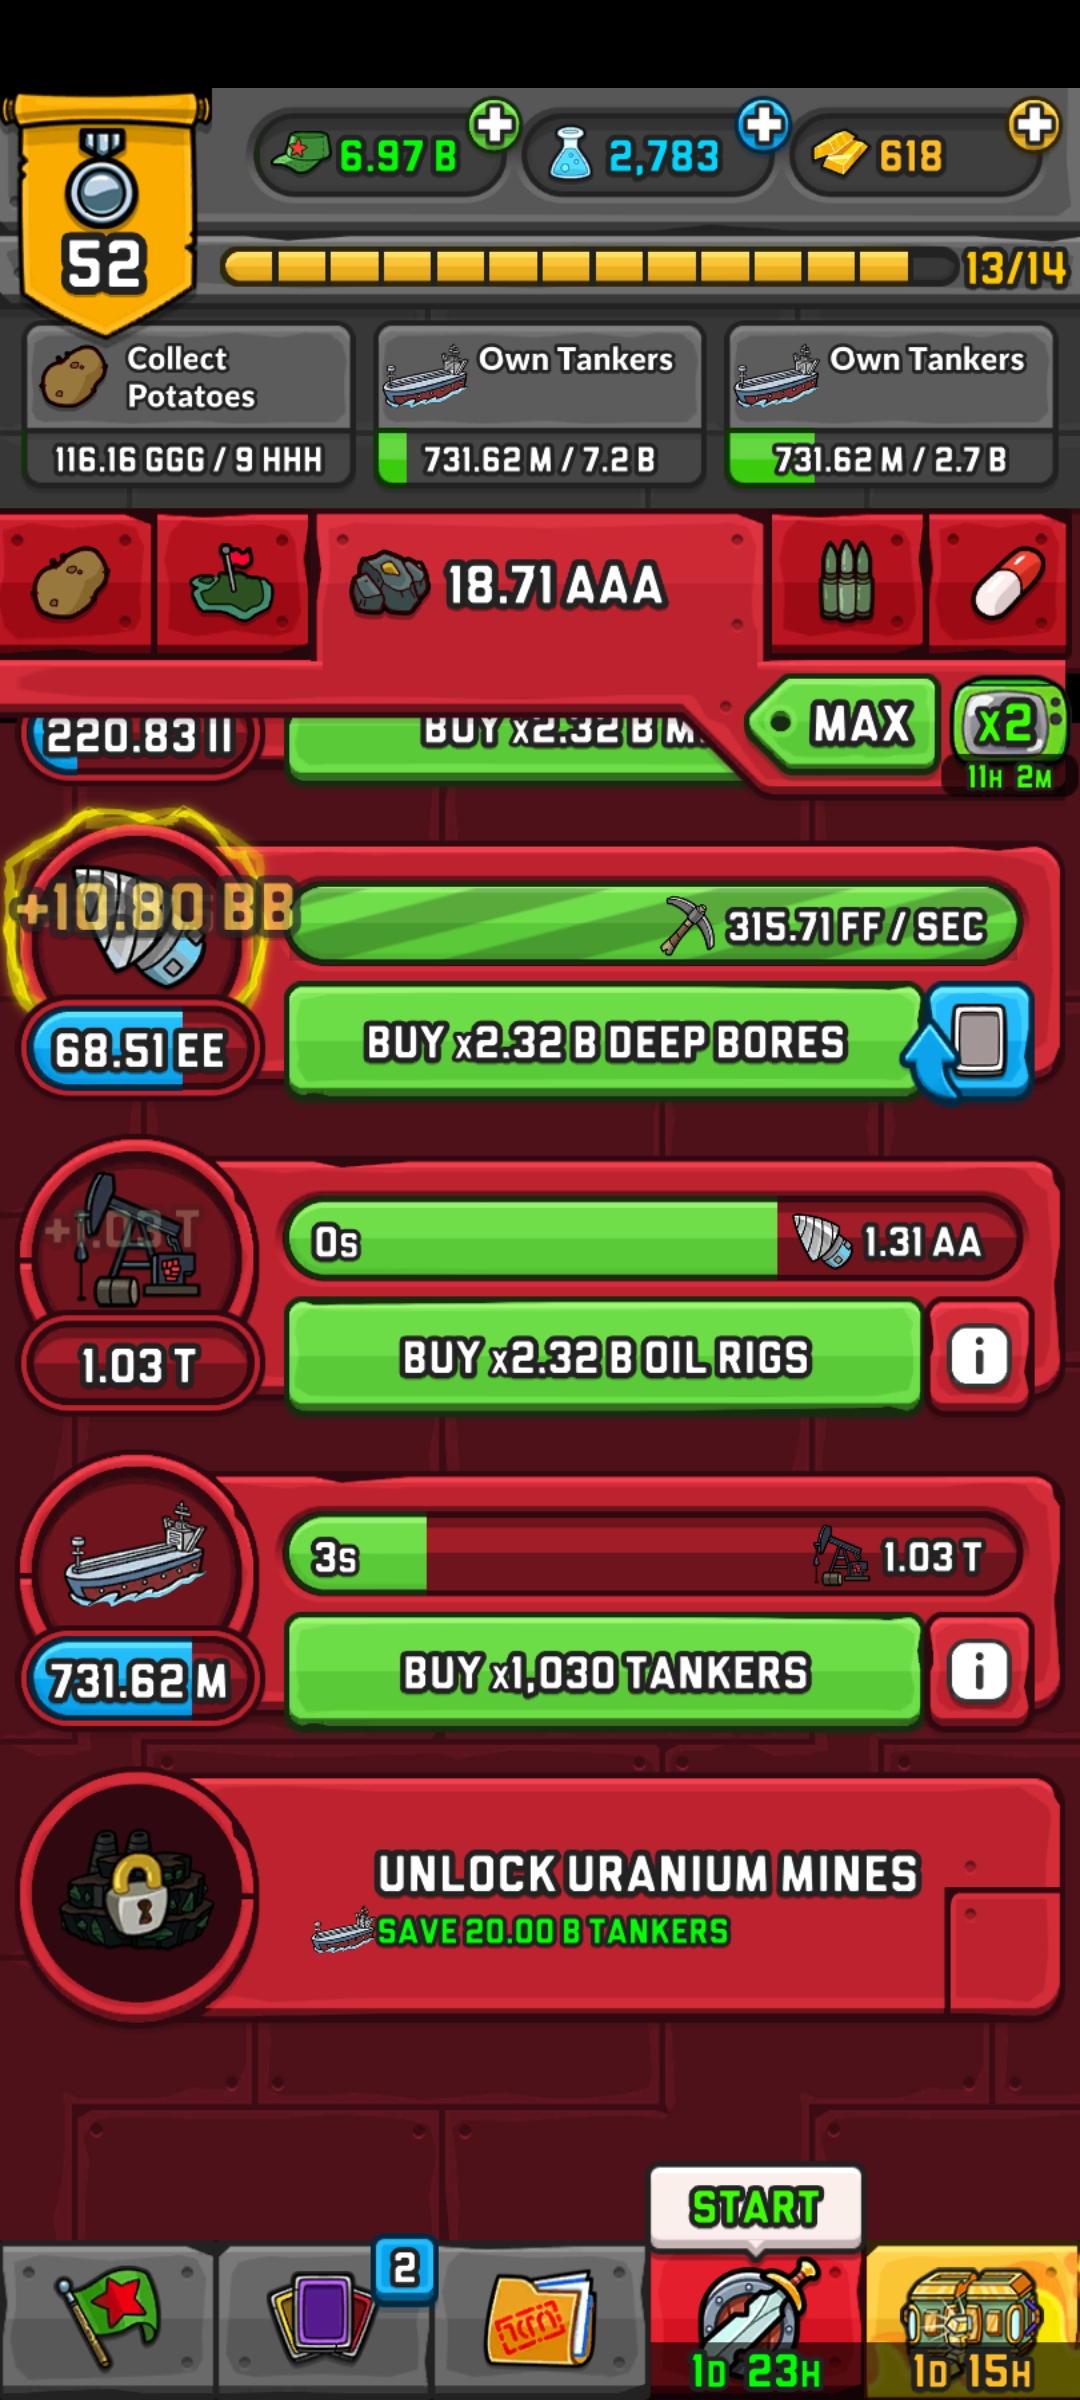 6.97 B
2,783
618
52
13/14
Collect
Potatoes
116.16 GGG / 9 HHH
Own Tankers
731.62 M / 7.2 B
Own Tankers
731.62 M / 2.7 B
18.71 AAA
220.83 II
BUY x2.32 B M
MAX
x2
11H 2M
+10.80 BB
315.71 FF / SEC
68.51 EE
BUY x2.32 B DEEP BORES
+1.03 T
0s
1.31 AA
1.03 T
BUY x2.32 B OIL RIGS
i
3s
1.03 T
731.62 M
BUY x1,030 TANKERS
i
UNLOCK URANIUM MINES
SAVE 20.00 B TANKERS
START
2
1D 23H
1D 15H